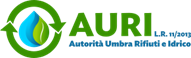 AURI L.R. 11/2013
Autorità Umbra Rifiuti e Idrico